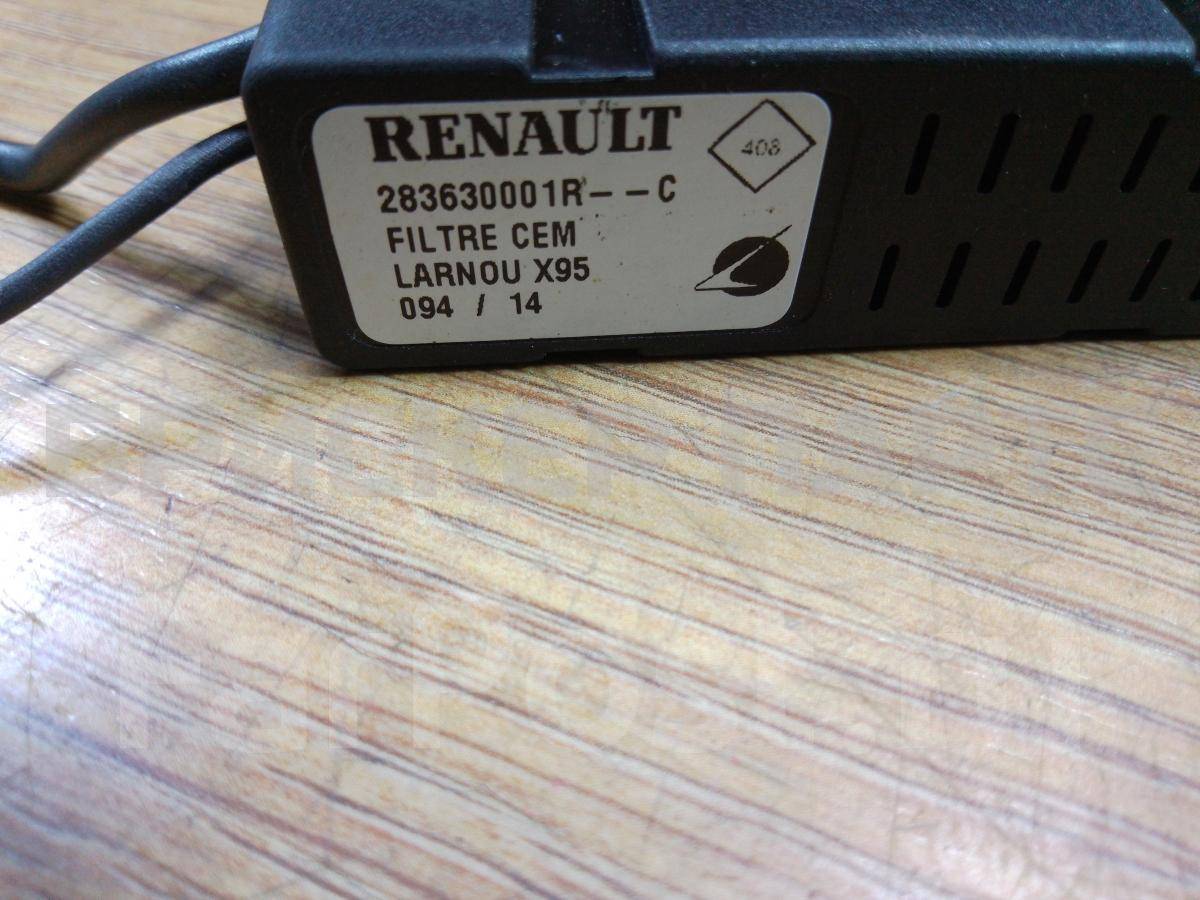 RENAULT
408
283630001R--C
FILTRE CEM
LARNOU X95
094 / 14